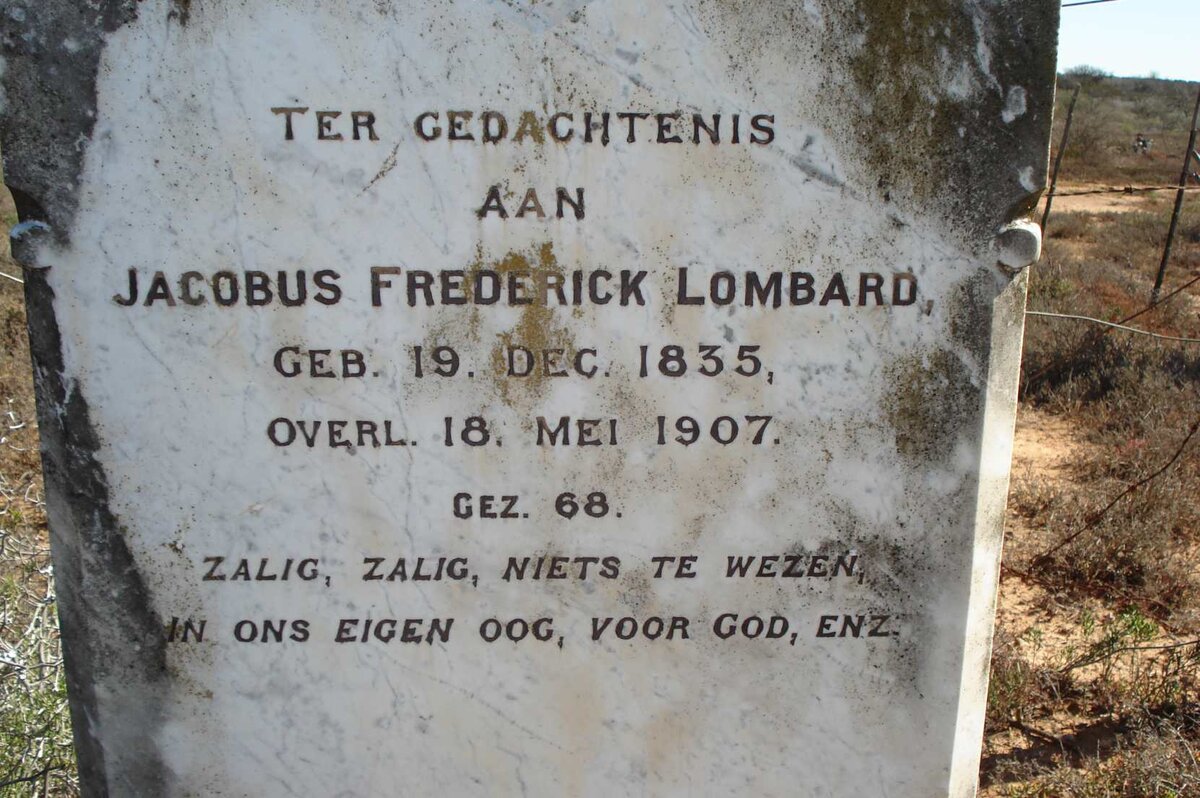 TER GEDACHTENIS
AAN
JACOBUS FREDERICK LOMBARD,
GEB. 19. DEC. 1835,
OVERL. 18. MEI 1907.
GEZ. 68.
ZALIG, ZALIG, NIETS TE WEZEN,
IN ONS EIGEN OOG, VOOR GOD, ENZ.